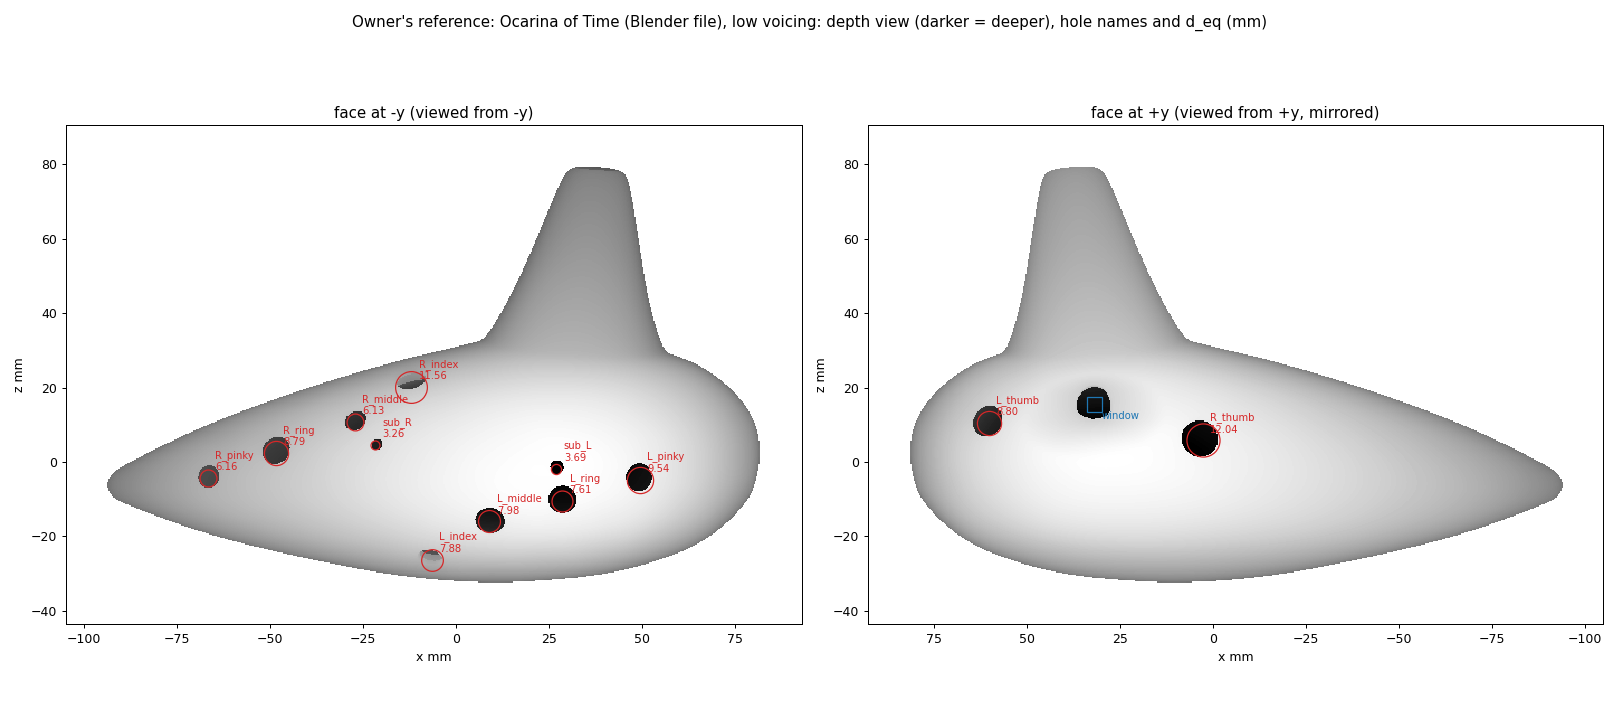 Owner's reference: Ocarina of Time (Blender file), low voicing: depth view (darker = deeper), hole names and d_eq (mm)
face at -y (viewed from -y)
z mm
80
60
40
20
0
−20
−40
R_index
11.56
R_middle
6.13
sub_R
3.26
R_ring
R_pinky
6.16
sub_L
3.69
L_pinky
9.54
L_ring
7.61
L_middle
7.98
L_index
7.88
−100
−75
−50
−25
0
25
50
75
x mm
face at +y (viewed from +y, mirrored)
z mm
80
60
40
20
0
−20
−40
L_thumb
window
R_thumb
12.04
75
50
25
0
−25
−50
−75
−100
x mm